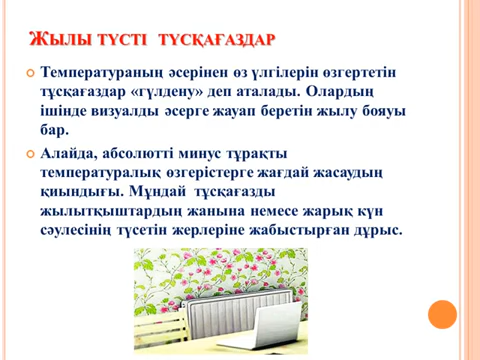 Жылы түсті түсқағаздар
Температураның әсерінен өз үлгілерін өзгертетін
тұсқағаздар «гүлдену» деп аталады. Олардың
ішінде визуалды әсерге жауап беретін жылу бояуы
бар.
Алайда, абсолютті минус тұрақты
температуралық өзгерістерге жағдай жасаудың
қиындығы. Мұндай тұсқағазды
жылытқыштардың жанына немесе жарық күн
сәулесінің түсетін жерлеріне жабыстырған дұрыс.